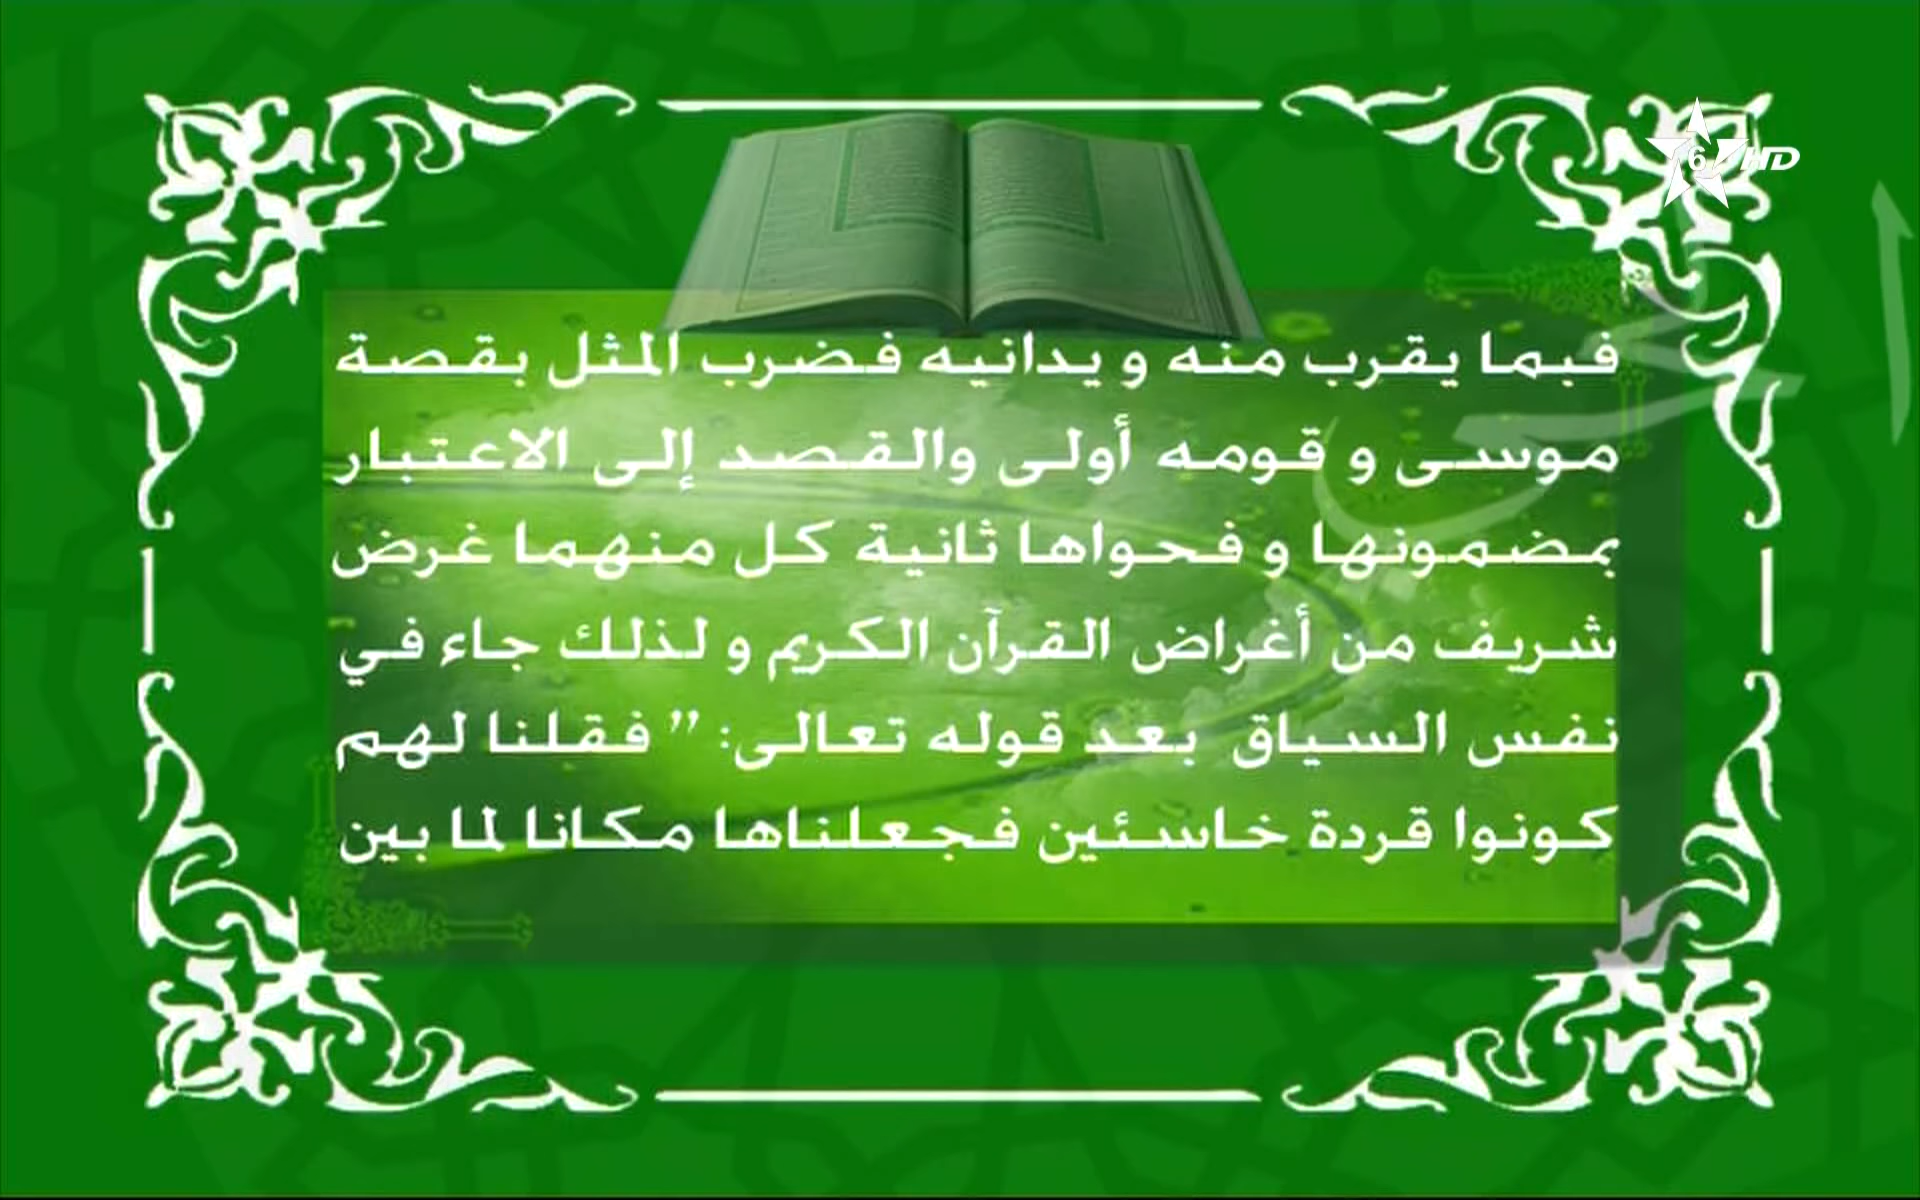 6 HD
فبما يقرب منه و يدانيه فضرب المثل بقصة
موسى و قومه أولى والقصد إلى الاعتبار
بمضمونها و فحواها ثانية كل منهما غرض
شريف من أغراض القرآن الكريم و لذلك جاء في
نفس السياق بعد قوله تعالى: ” فقلنا لهم
كونوا قردة خاسئين فجعلناها مكانا لما بين